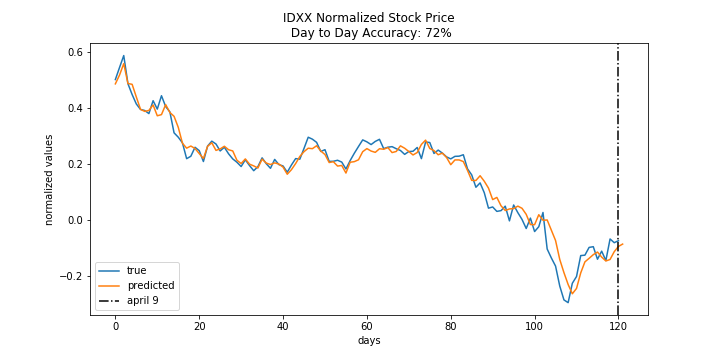 IDXX Normalized Stock Price
Day to Day Accuracy: 72%
normalized values
0.6
0.4
0.2
0.0
−0.2
true
predicted
april 9
0
20
40
60
80
100
120
days